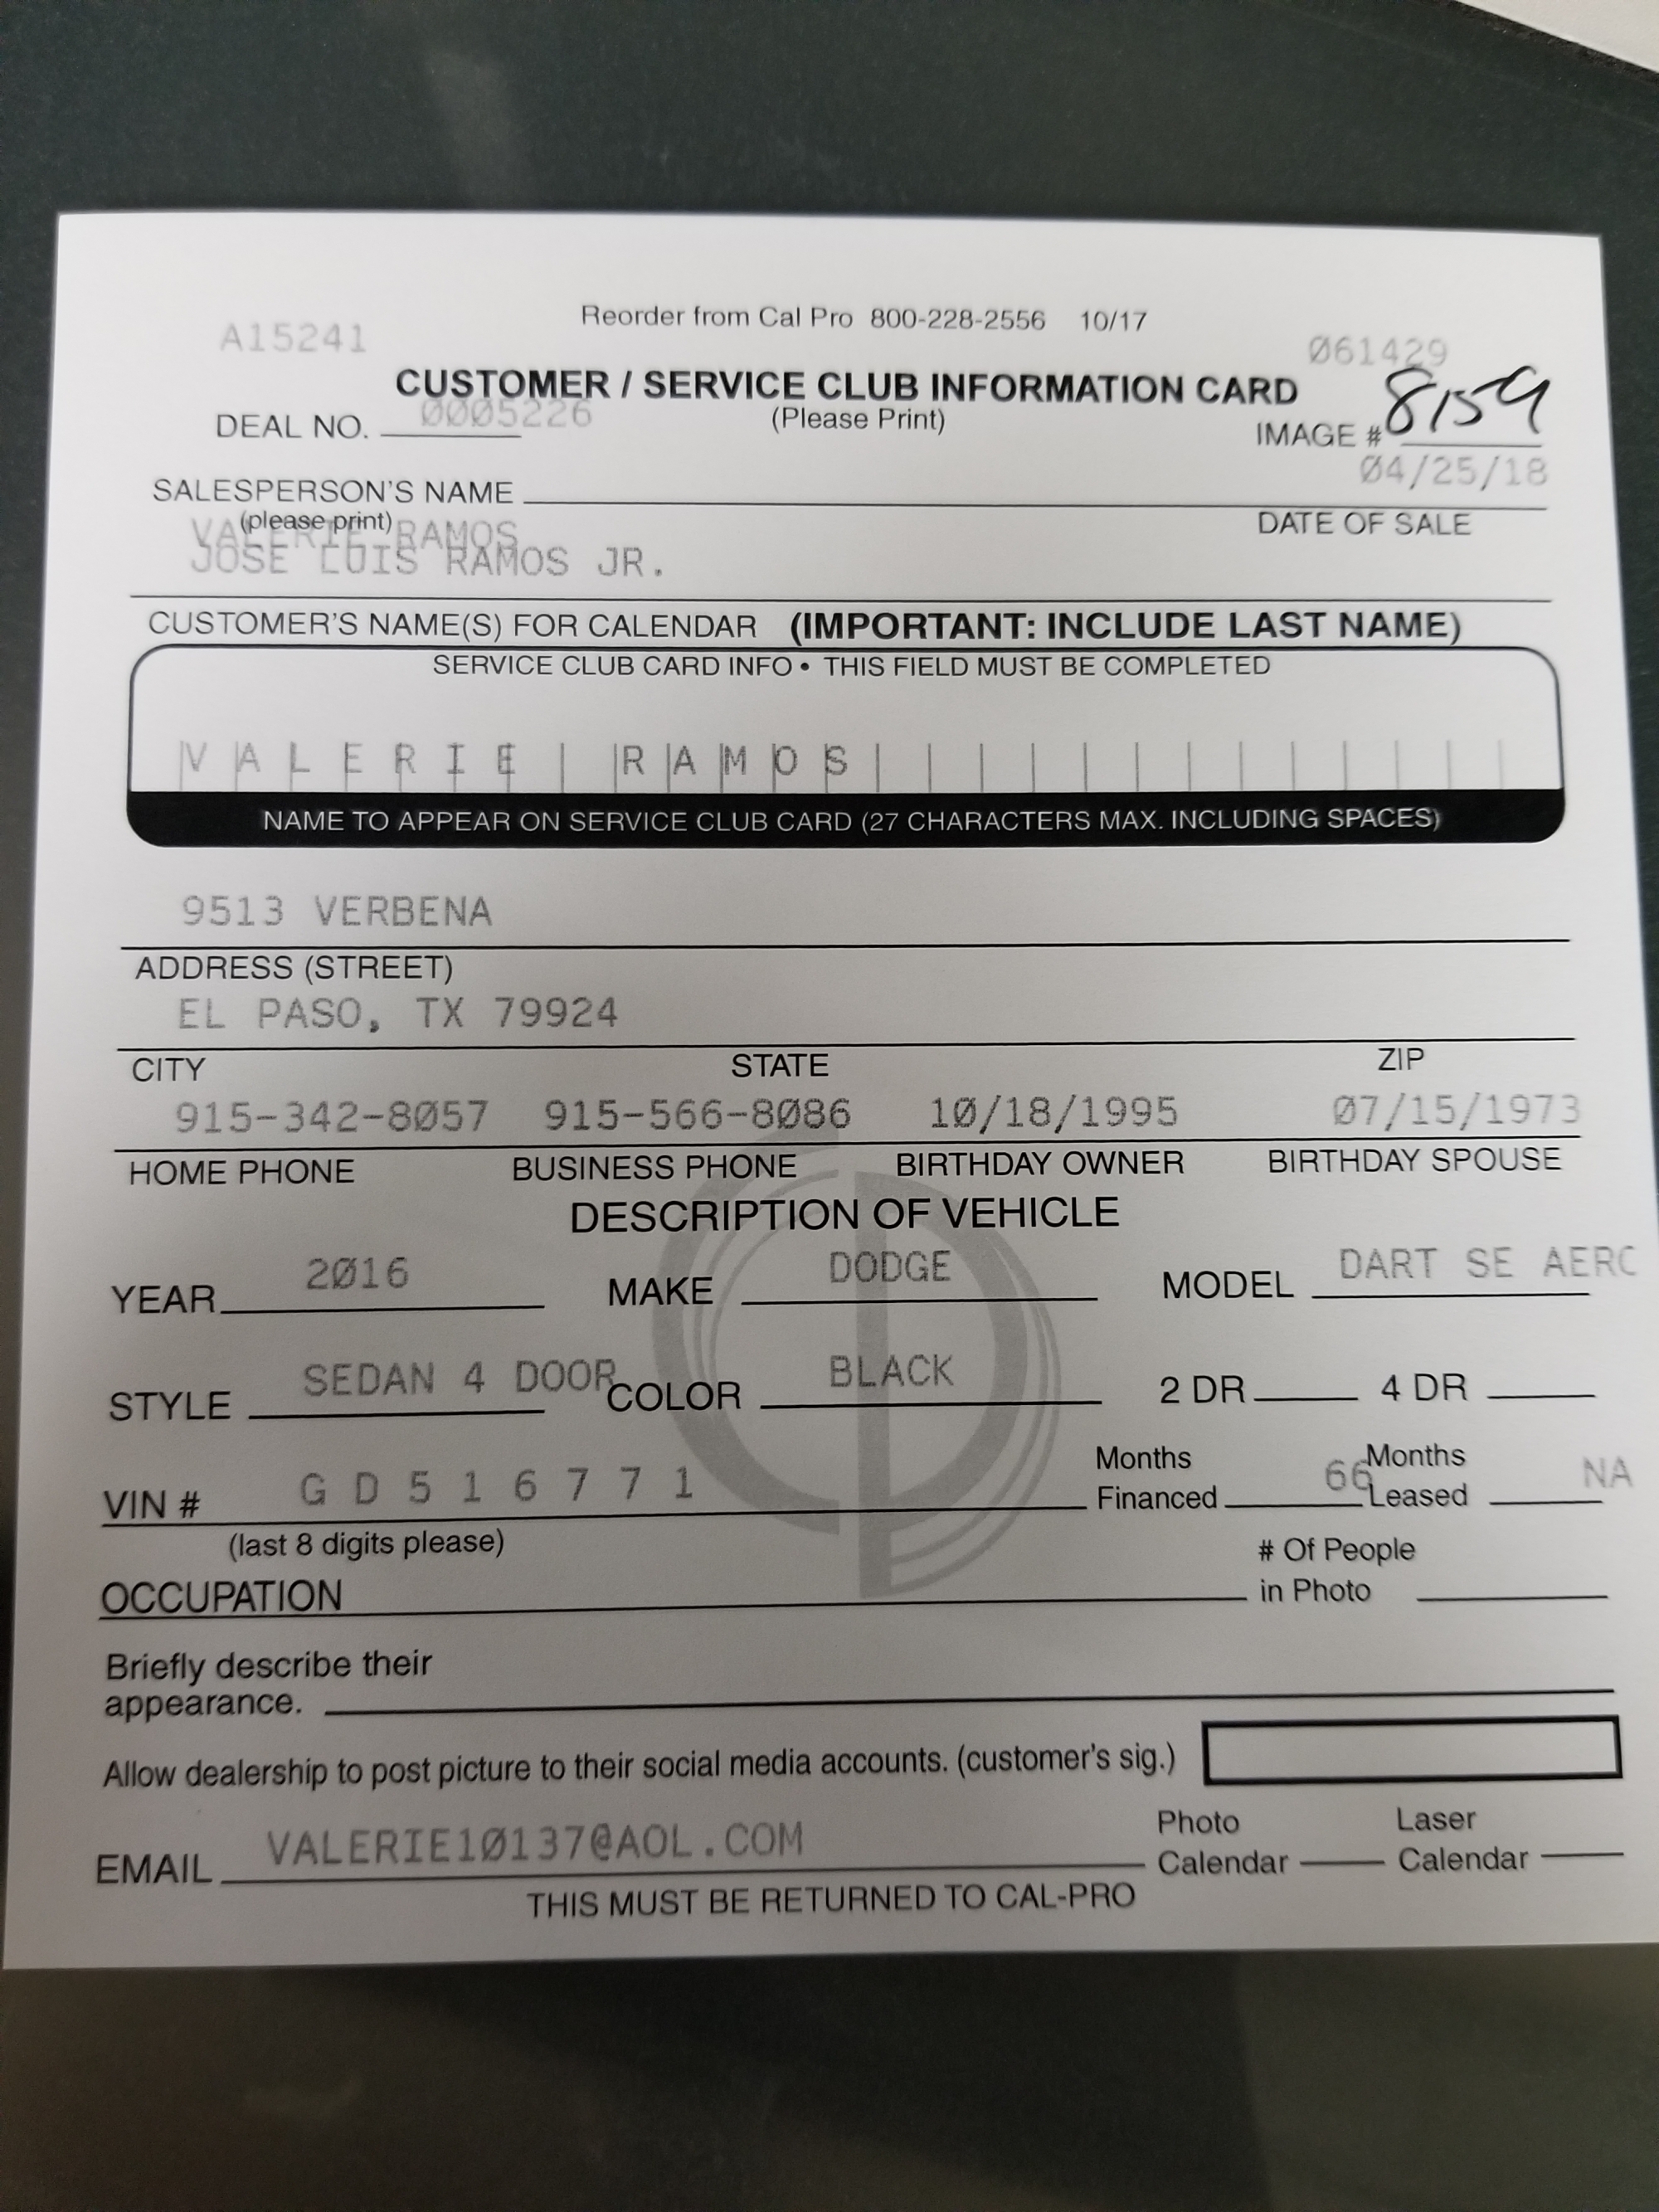 Reorder from Cal Pro 800-228-2556 10/17
A15241
Ø61429
CUSTOMER / SERVICE CLUB INFORMATION CARD
DEAL NO. 0005226
(Please Print)
IMAGE # 8159
Ø4/25/18
SALESPERSON'S NAME
(please print)
DATE OF SALE
VALERIE RAMOS
JOSE LUIS RAMOS JR.
CUSTOMER'S NAME(S) FOR CALENDAR (IMPORTANT: INCLUDE LAST NAME)
SERVICE CLUB CARD INFO • THIS FIELD MUST BE COMPLETED
VALERIE RAMOS
NAME TO APPEAR ON SERVICE CLUB CARD (27 CHARACTERS MAX. INCLUDING SPACES)
9513 VERBENA
ADDRESS (STREET)
EL PASO, TX 79924
CITY STATE ZIP
915-342-8Ø57 915-566-8Ø86 1Ø/18/1995 Ø7/15/1973
HOME PHONE BUSINESS PHONE BIRTHDAY OWNER BIRTHDAY SPOUSE
DESCRIPTION OF VEHICLE
YEAR 2Ø16 MAKE DODGE MODEL DART SE AERO
STYLE SEDAN 4 DOOR COLOR BLACK 2 DR 4 DR
VIN # G D 5 1 6 7 7 1 Months Financed 66 Months Leased NA
(last 8 digits please)
OCCUPATION # Of People in Photo
Briefly describe their
appearance.
Allow dealership to post picture to their social media accounts. (customer's sig.)
EMAIL VALERIE1Ø137@AOL.COM Photo Calendar Laser Calendar
THIS MUST BE RETURNED TO CAL-PRO